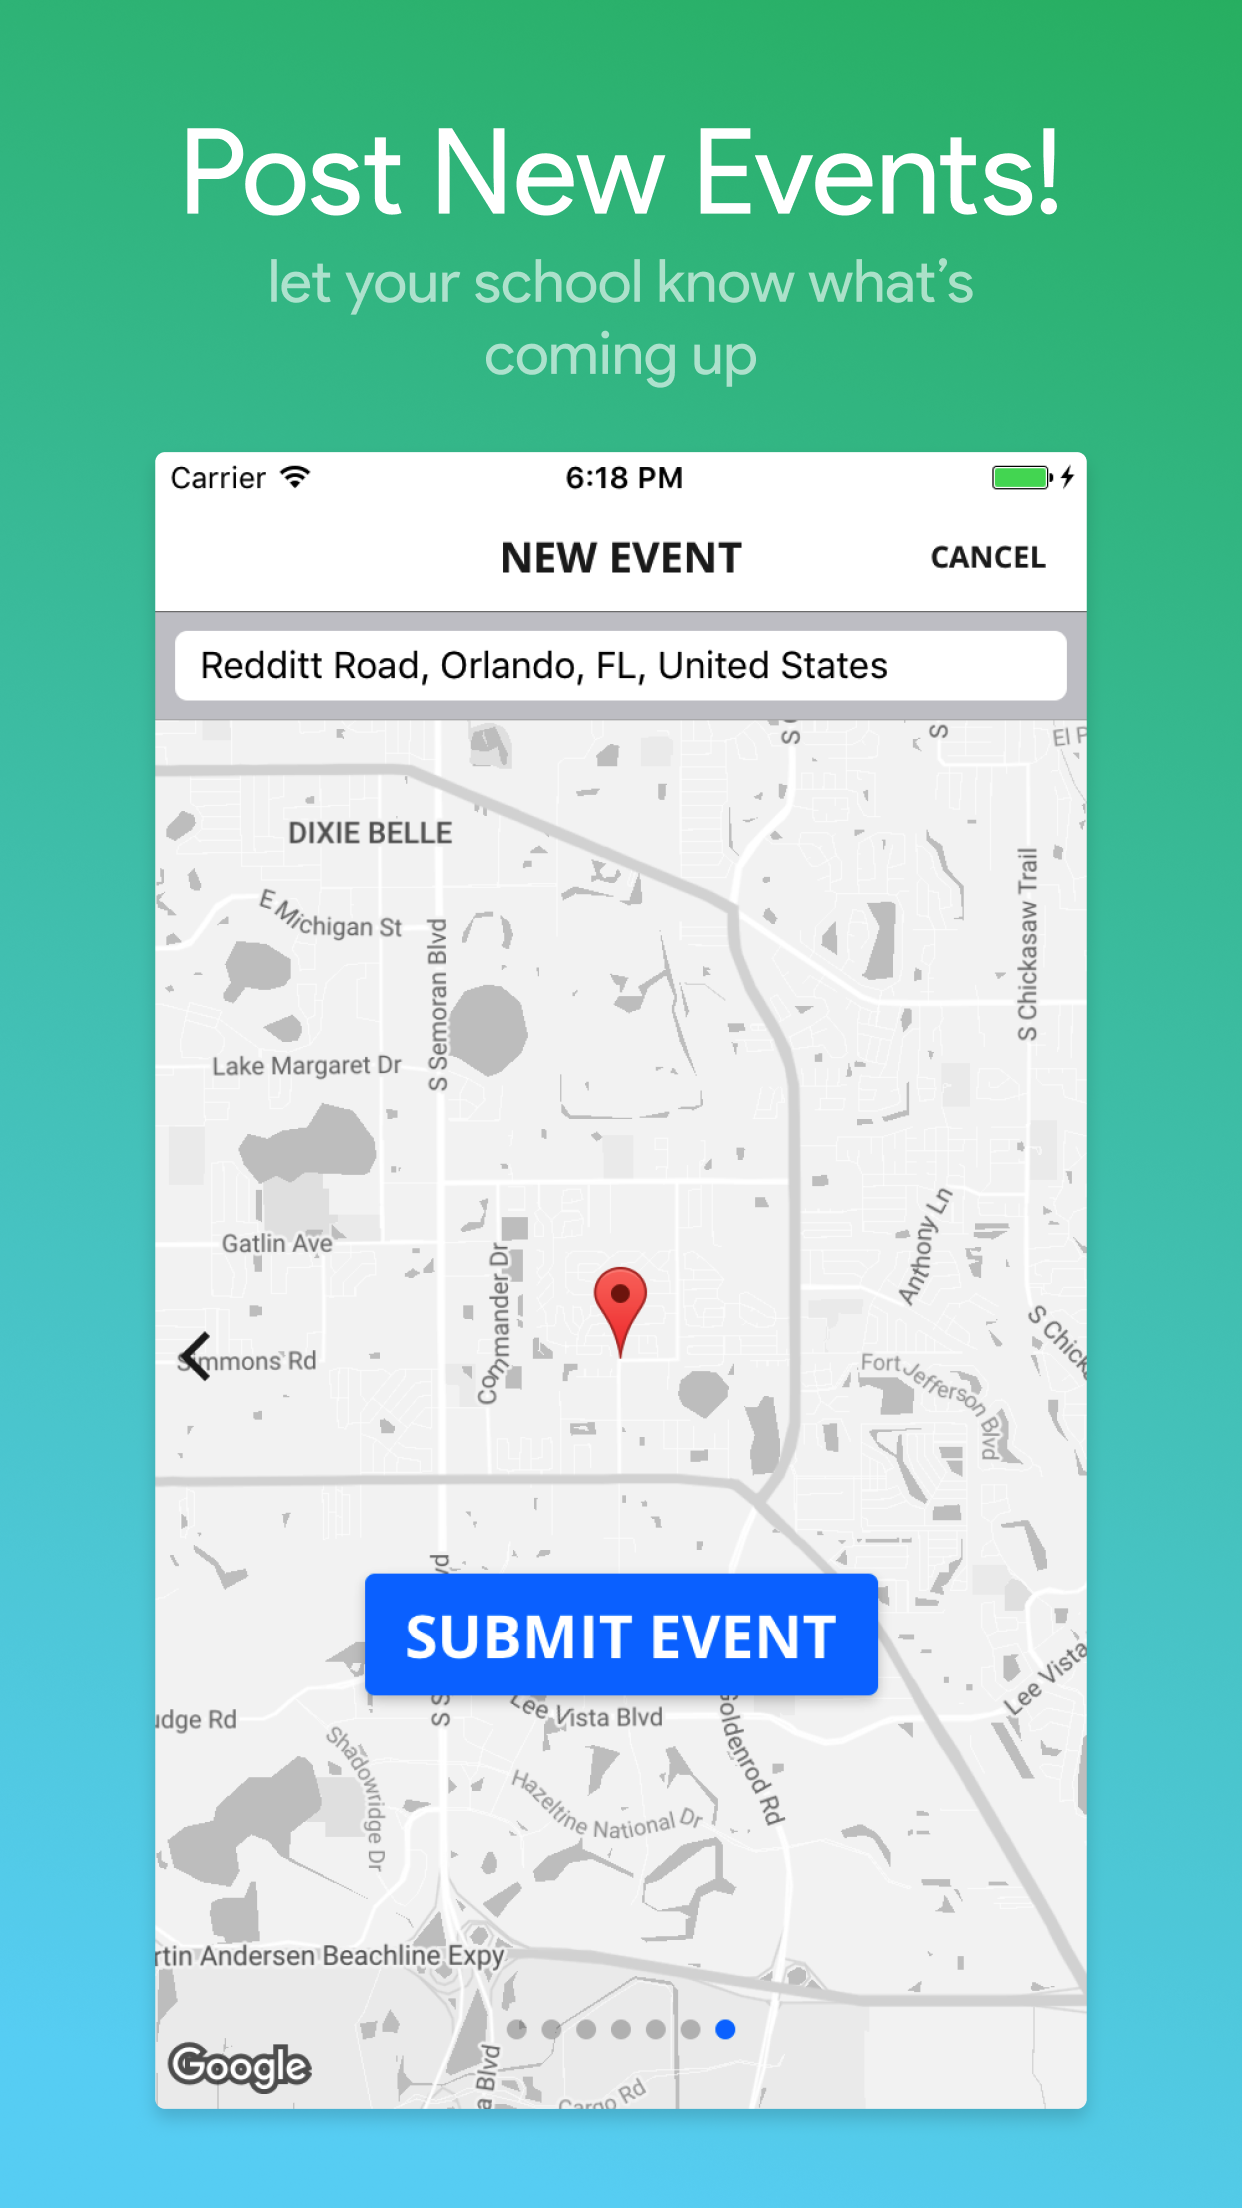 Post New Events!
let your school know what's
coming up
Carrier
6:18 PM
NEW EVENT
CANCEL
Redditt Road, Orlando, FL, United States
S
S
El
DIXIE BELLE
E Michigan St
S Semoran Blvd
S Chickasaw Trail
Lake Margaret Dr
Gatlin Ave
Commander Dr
Anthony Ln
S Chick
Simmons Rd
Fort Jefferson Blvd
SUBMIT EVENT
Lee Vista
udge Rd
Lee Vista Blvd
Goldenrod Rd
Shadowridge Dr
Hazeltine National Dr
rtin Andersen Beachline Expy
Google
a Blvd
Cargo Rd